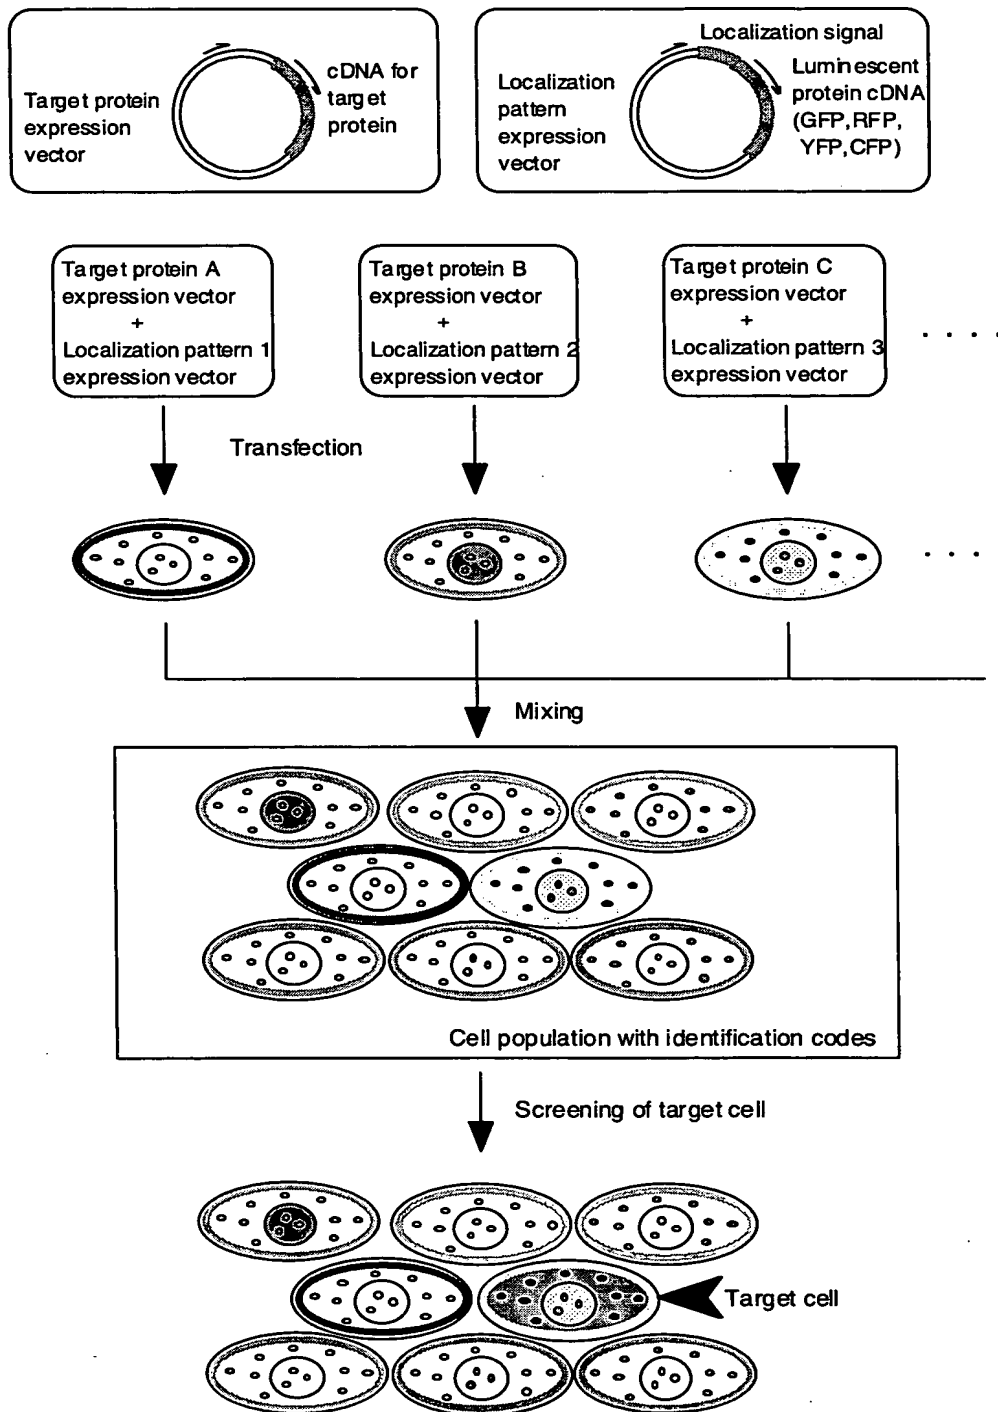 Target protein
expression
vector
cDNA for
target
protein
Localization signal
Localization
pattern
expression
vector
Luminescent
protein cDNA
(GFP,RFP,
YFP,CFP)
Target protein A
expression vector
+
Localization pattern 1
expression vector
Target protein B
expression vector
+
Localization pattern 2
expression vector
Target protein C
expression vector
+
Localization pattern 3
expression vector
. . . .
Transfection
. . . .
Mixing
Cell population with identification codes
Screening of target cell
Target cell